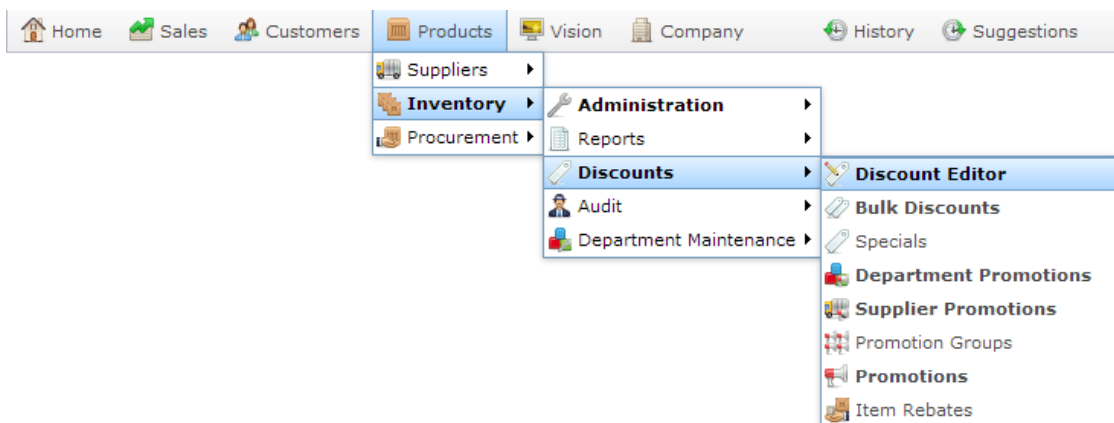 Home Sales Customers Products Vision Company History Suggestions
Suppliers
Inventory
Procurement
Administration
Reports
Discounts
Audit
Department Maintenance
Discount Editor
Bulk Discounts
Specials
Department Promotions
Supplier Promotions
Promotion Groups
Promotions
Item Rebates